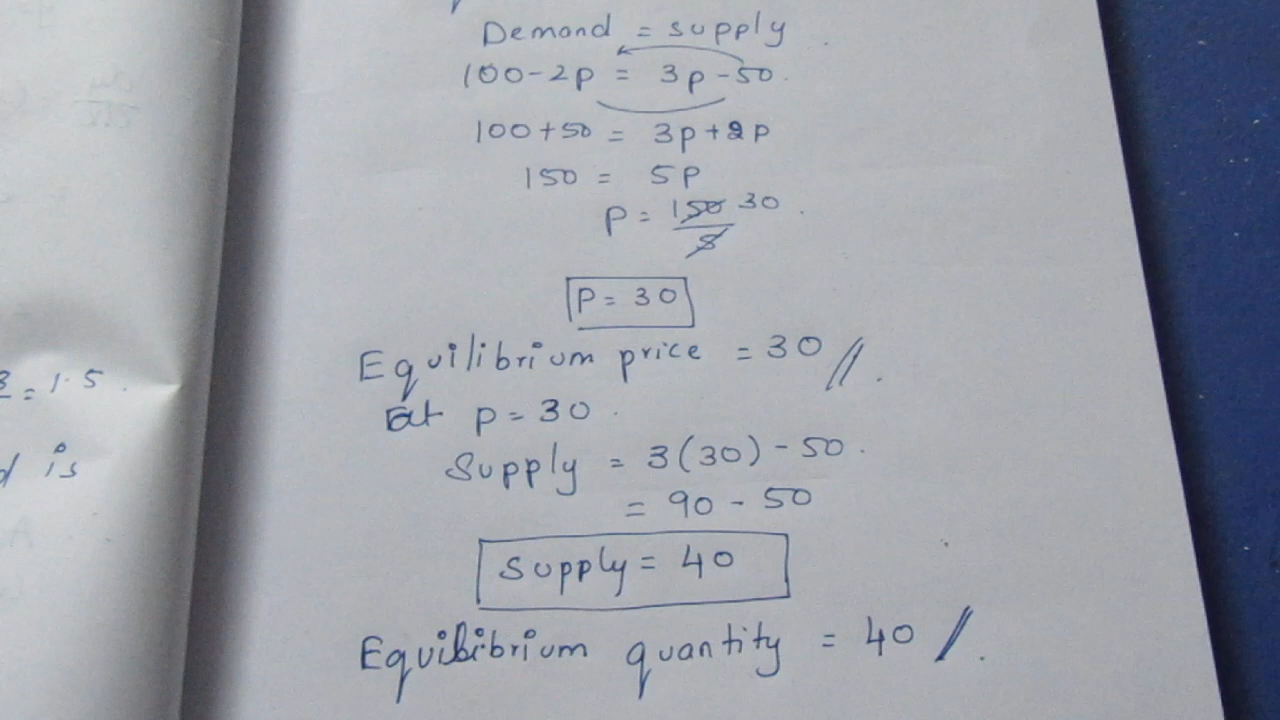 Demand = supply
100-2p = 3p-50.
100+50 = 3p+2p
150 = 5p
P = 150 30
5
P = 30
Equilibrium price = 30 //.
at p=30
Supply = 3(30)-50.
= 90 - 50
Supply = 40
Equilibibrium quantity = 40 /.
= 1.5.
is